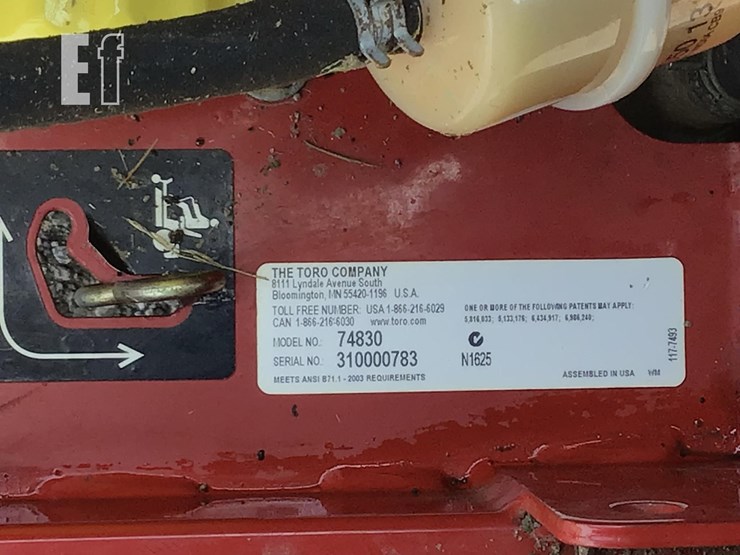 Ef
THE TORO COMPANY
8111 Lyndale Avenue South
Bloomington, MN 55420-1196 U.S.A.
TOLL FREE NUMBER: USA 1-866-216-6029
CAN 1-866-216-6030 www.toro.com
ONE OR MORE OF THE FOLLOWING PATENTS MAY APPLY:
MODEL NO.: 74830
SERIAL NO.: 310000783
N1625
MEETS ANSI B71.1 - 2003 REQUIREMENTS
ASSEMBLED IN USA WM
117-7493